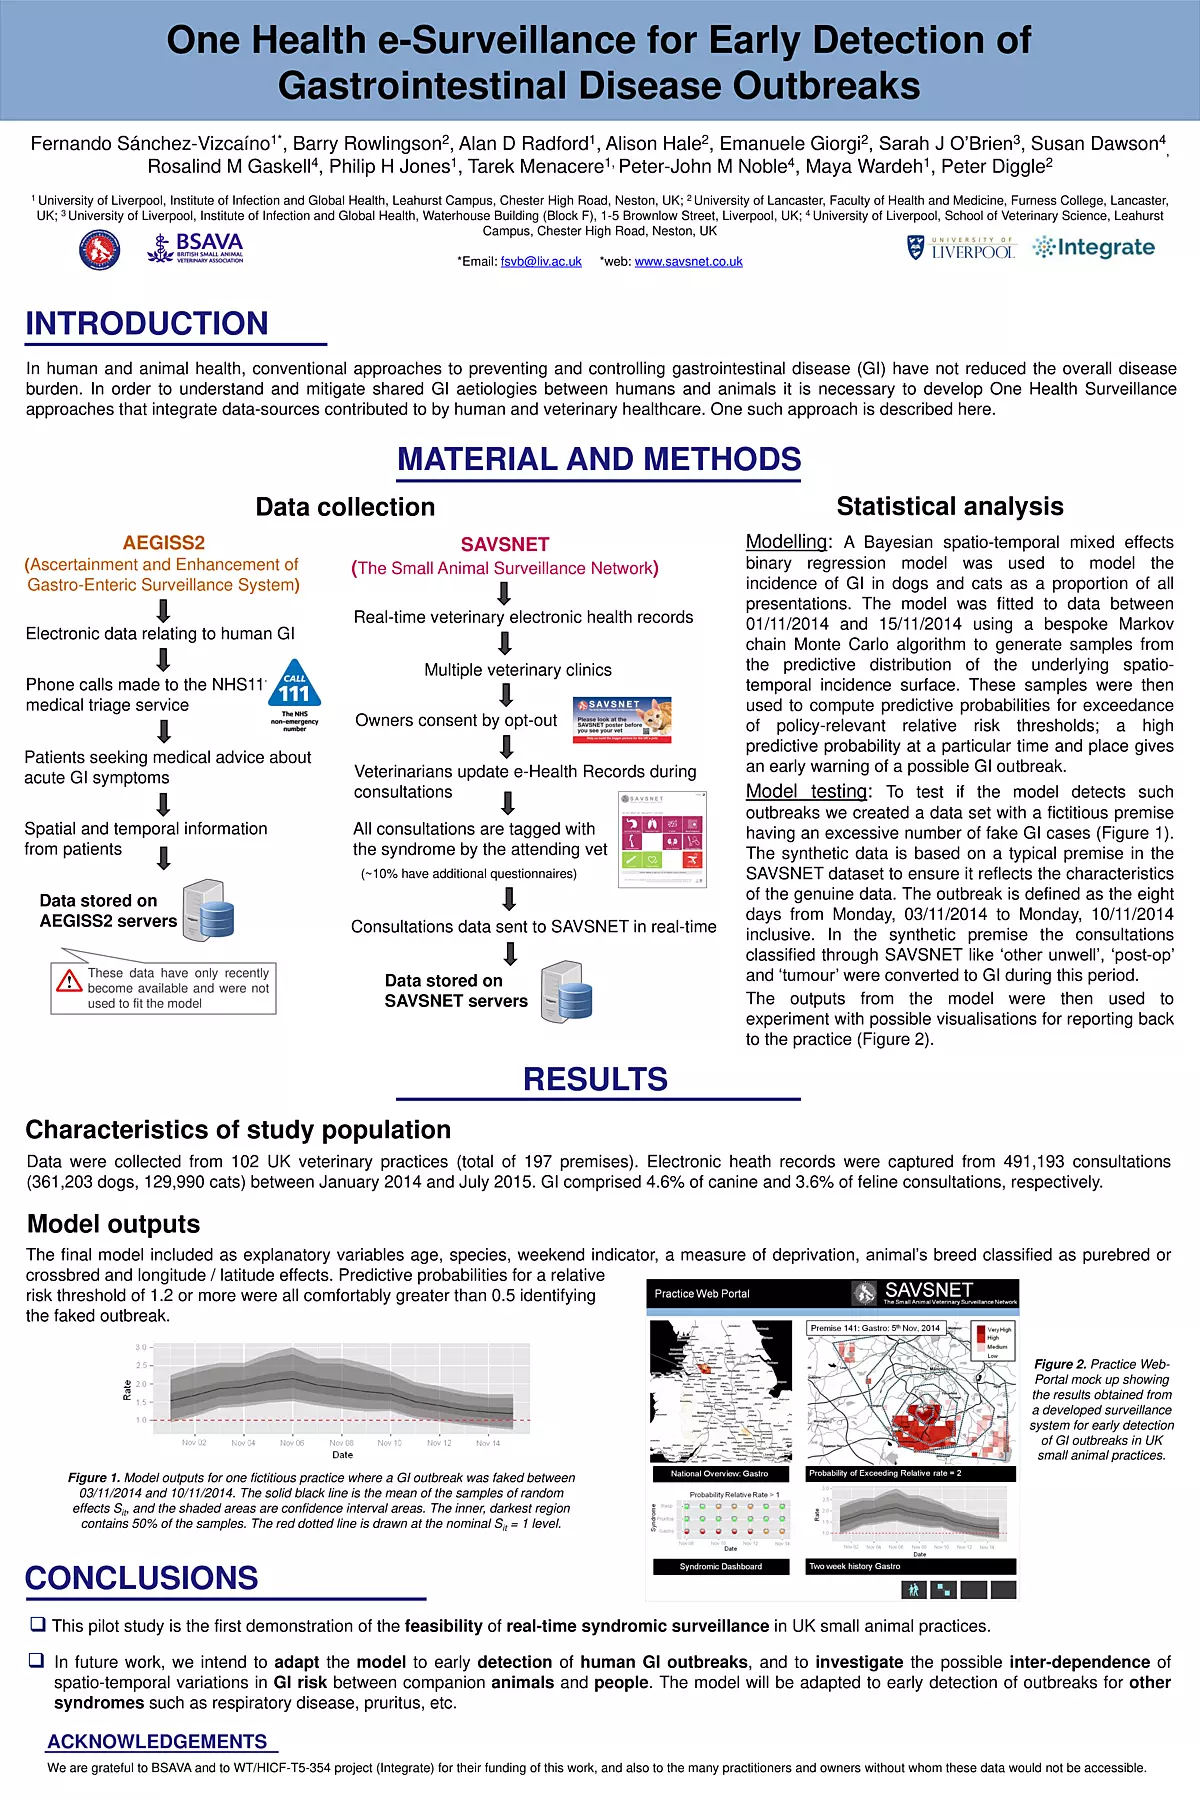 One Health e-Surveillance for Early Detection of
Gastrointestinal Disease Outbreaks
Fernando Sánchez-Vizcaíno1*, Barry Rowlingson2, Alan D Radford1, Alison Hale2, Emanuele Giorgi2, Sarah J O'Brien3, Susan Dawson4,
Rosalind M Gaskell4, Philip H Jones1, Tarek Menacere1, Peter-John M Noble4, Maya Wardeh1, Peter Diggle2
1 University of Liverpool, Institute of Infection and Global Health, Leahurst Campus, Chester High Road, Neston, UK; 2 University of Lancaster, Faculty of Health and Medicine, Furness College, Lancaster,
UK; 3 University of Liverpool, Institute of Infection and Global Health, Waterhouse Building (Block F), 1-5 Brownlow Street, Liverpool, UK; 4 University of Liverpool, School of Veterinary Science, Leahurst
Campus, Chester High Road, Neston, UK
BSAVA
BRITISH SMALL ANIMAL
VETERINARY ASSOCIATION
*Email: fsvb@liv.ac.uk *web: www.savsnet.co.uk
UNIVERSITY OF
LIVERPOOL
Integrate
INTRODUCTION
In human and animal health, conventional approaches to preventing and controlling gastrointestinal disease (GI) have not reduced the overall disease
burden. In order to understand and mitigate shared GI aetiologies between humans and animals it is necessary to develop One Health Surveillance
approaches that integrate data-sources contributed to by human and veterinary healthcare. One such approach is described here.
MATERIAL AND METHODS
Data collection
AEGISS2
(Ascertainment and Enhancement of
Gastro-Enteric Surveillance System)
Electronic data relating to human GI
Phone calls made to the NHS111
medical triage service
CALL
111
The NHS
non-emergency
number
Patients seeking medical advice about
acute GI symptoms
Spatial and temporal information
from patients
Data stored on
AEGISS2 servers
These data have only recently
become available and were not
used to fit the model
SAVSNET
(The Small Animal Surveillance Network)
Real-time veterinary electronic health records
Multiple veterinary clinics
Owners consent by opt-out
SAVSNET
Please look at the
SAVSNET poster before
you see your vet
Veterinarians update e-Health Records during
consultations
SAVSNET
All consultations are tagged with
the syndrome by the attending vet
(~10% have additional questionnaires)
Consultations data sent to SAVSNET in real-time
Data stored on
SAVSNET servers
Statistical analysis
Modelling: A Bayesian spatio-temporal mixed effects
binary regression model was used to model the
incidence of GI in dogs and cats as a proportion of all
presentations. The model was fitted to data between
01/11/2014 and 15/11/2014 using a bespoke Markov
chain Monte Carlo algorithm to generate samples from
the predictive distribution of the underlying spatio-
temporal incidence surface. These samples were then
used to compute predictive probabilities for exceedance
of policy-relevant relative risk thresholds; a high
predictive probability at a particular time and place gives
an early warning of a possible GI outbreak.
Model testing: To test if the model detects such
outbreaks we created a data set with a fictitious premise
having an excessive number of fake GI cases (Figure 1).
The synthetic data is based on a typical premise in the
SAVSNET dataset to ensure it reflects the characteristics
of the genuine data. The outbreak is defined as the eight
days from Monday, 03/11/2014 to Monday, 10/11/2014
inclusive. In the synthetic premise the consultations
classified through SAVSNET like 'other unwell', 'post-op'
and 'tumour' were converted to GI during this period.
The outputs from the model were then used to
experiment with possible visualisations for reporting back
to the practice (Figure 2).
RESULTS
Characteristics of study population
Data were collected from 102 UK veterinary practices (total of 197 premises). Electronic heath records were captured from 491,193 consultations
(361,203 dogs, 129,990 cats) between January 2014 and July 2015. GI comprised 4.6% of canine and 3.6% of feline consultations, respectively.
Model outputs
The final model included as explanatory variables age, species, weekend indicator, a measure of deprivation, animal's breed classified as purebred or
crossbred and longitude / latitude effects. Predictive probabilities for a relative
risk threshold of 1.2 or more were all comfortably greater than 0.5 identifying
the faked outbreak.
3.0
2.5
2.0
1.5
1.0
Rate
Nov 02 Nov 04 Nov 06 Nov 08 Nov 10 Nov 12 Nov 14
Date
Figure 1. Model outputs for one fictitious practice where a GI outbreak was faked between
03/11/2014 and 10/11/2014. The solid black line is the mean of the samples of random
effects Sit, and the shaded areas are confidence interval areas. The inner, darkest region
contains 50% of the samples. The red dotted line is drawn at the nominal Sit = 1 level.
Practice Web Portal
SAVSNET
The Small Animal Veterinary Surveillance Network
Premise 141: Gastro: 5th Nov, 2014
Very High
High
Medium
Low
National Overview: Gastro
Probability of Exceeding Relative rate = 2
Probability Relative Rate > 1
Syndrome
Date
Rate
Date
Syndromic Dashboard
Two week history Gastro
Figure 2. Practice Web-
Portal mock up showing
the results obtained from
a developed surveillance
system for early detection
of GI outbreaks in UK
small animal practices.
CONCLUSIONS
❑ This pilot study is the first demonstration of the feasibility of real-time syndromic surveillance in UK small animal practices.
❑ In future work, we intend to adapt the model to early detection of human GI outbreaks, and to investigate the possible inter-dependence of
spatio-temporal variations in GI risk between companion animals and people. The model will be adapted to early detection of outbreaks for other
syndromes such as respiratory disease, pruritus, etc.
ACKNOWLEDGEMENTS
We are grateful to BSAVA and to WT/HICF-T5-354 project (Integrate) for their funding of this work, and also to the many practitioners and owners without whom these data would not be accessible.